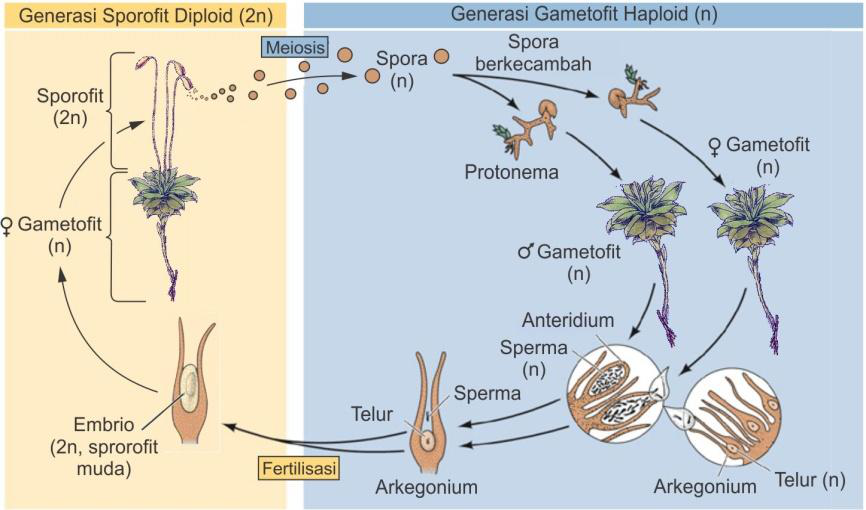 Generasi Sporofit Diploid (2n)
Generasi Gametofit Haploid (n)
Meiosis
Spora
(n)
Spora
berkecambah
Sporofit
(2n)
Protonema
♀ Gametofit
(n)
♀ Gametofit
(n)
♂ Gametofit
(n)
Anteridium
Sperma
(n)
Sperma
Telur
Embrio
(2n, sprorofit
muda)
Fertilisasi
Arkegonium
Arkegonium
Telur (n)